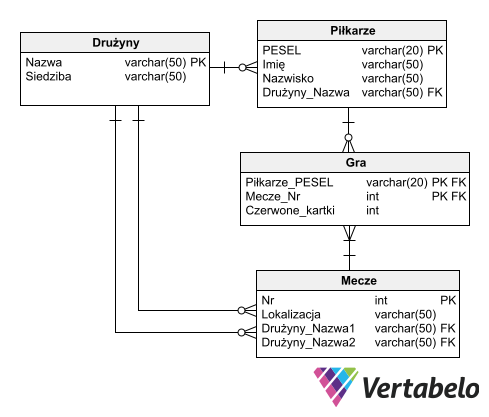 Drużyny
Nazwa varchar(50) PK
Siedziba varchar(50)
Piłkarze
PESEL varchar(20) PK
Imię varchar(50)
Nazwisko varchar(50)
Drużyny_Nazwa varchar(50) FK
Gra
Piłkarze_PESEL varchar(20) PK FK
Mecze_Nr int PK FK
Czerwone_kartki int
Mecze
Nr int PK
Lokalizacja varchar(50)
Drużyny_Nazwa1 varchar(50) FK
Drużyny_Nazwa2 varchar(50) FK
Vertabelo